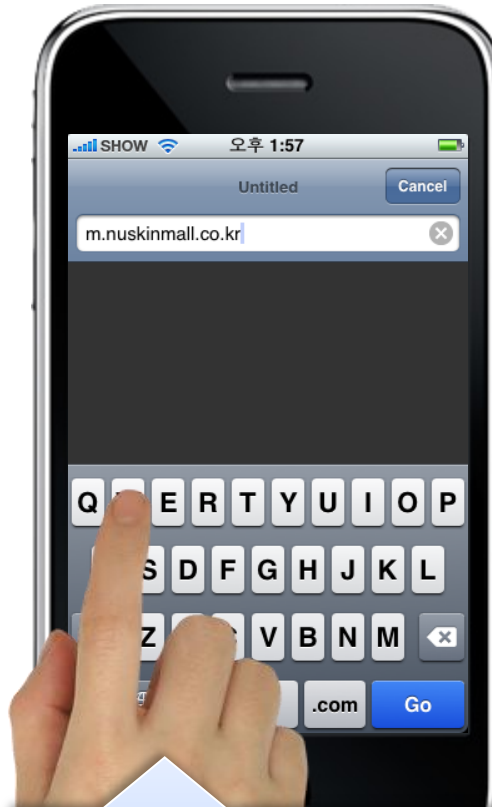 SHOW 오후 1:57
Untitled Cancel
m.nuskinmall.co.kr
Q E R T Y U I O P
S D F G H J K L
Z V B N M
.com Go